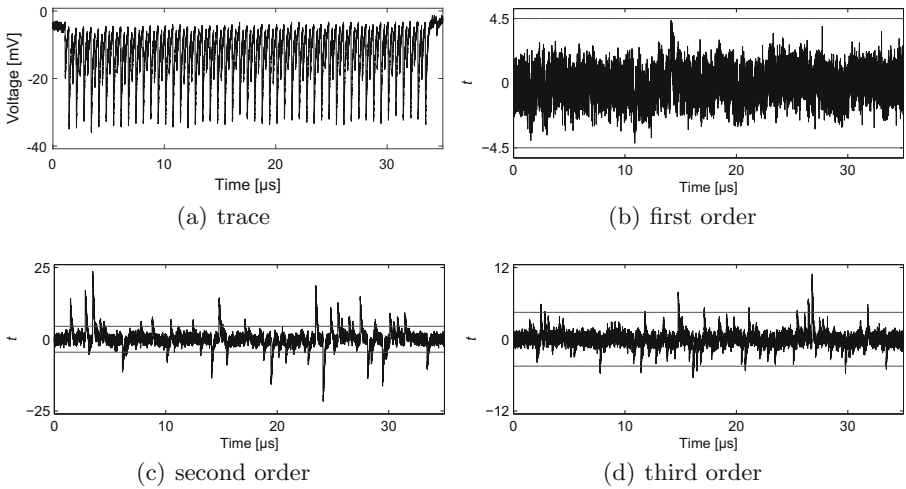 0
−20
−40
Voltage [mV]
0 10 20 30
Time [µs]
(a) trace
4.5
0
−4.5
t
0 10 20 30
Time [µs]
(b) first order
25
0
−25
t
0 10 20 30
Time [µs]
(c) second order
12
0
−12
t
0 10 20 30
Time [µs]
(d) third order